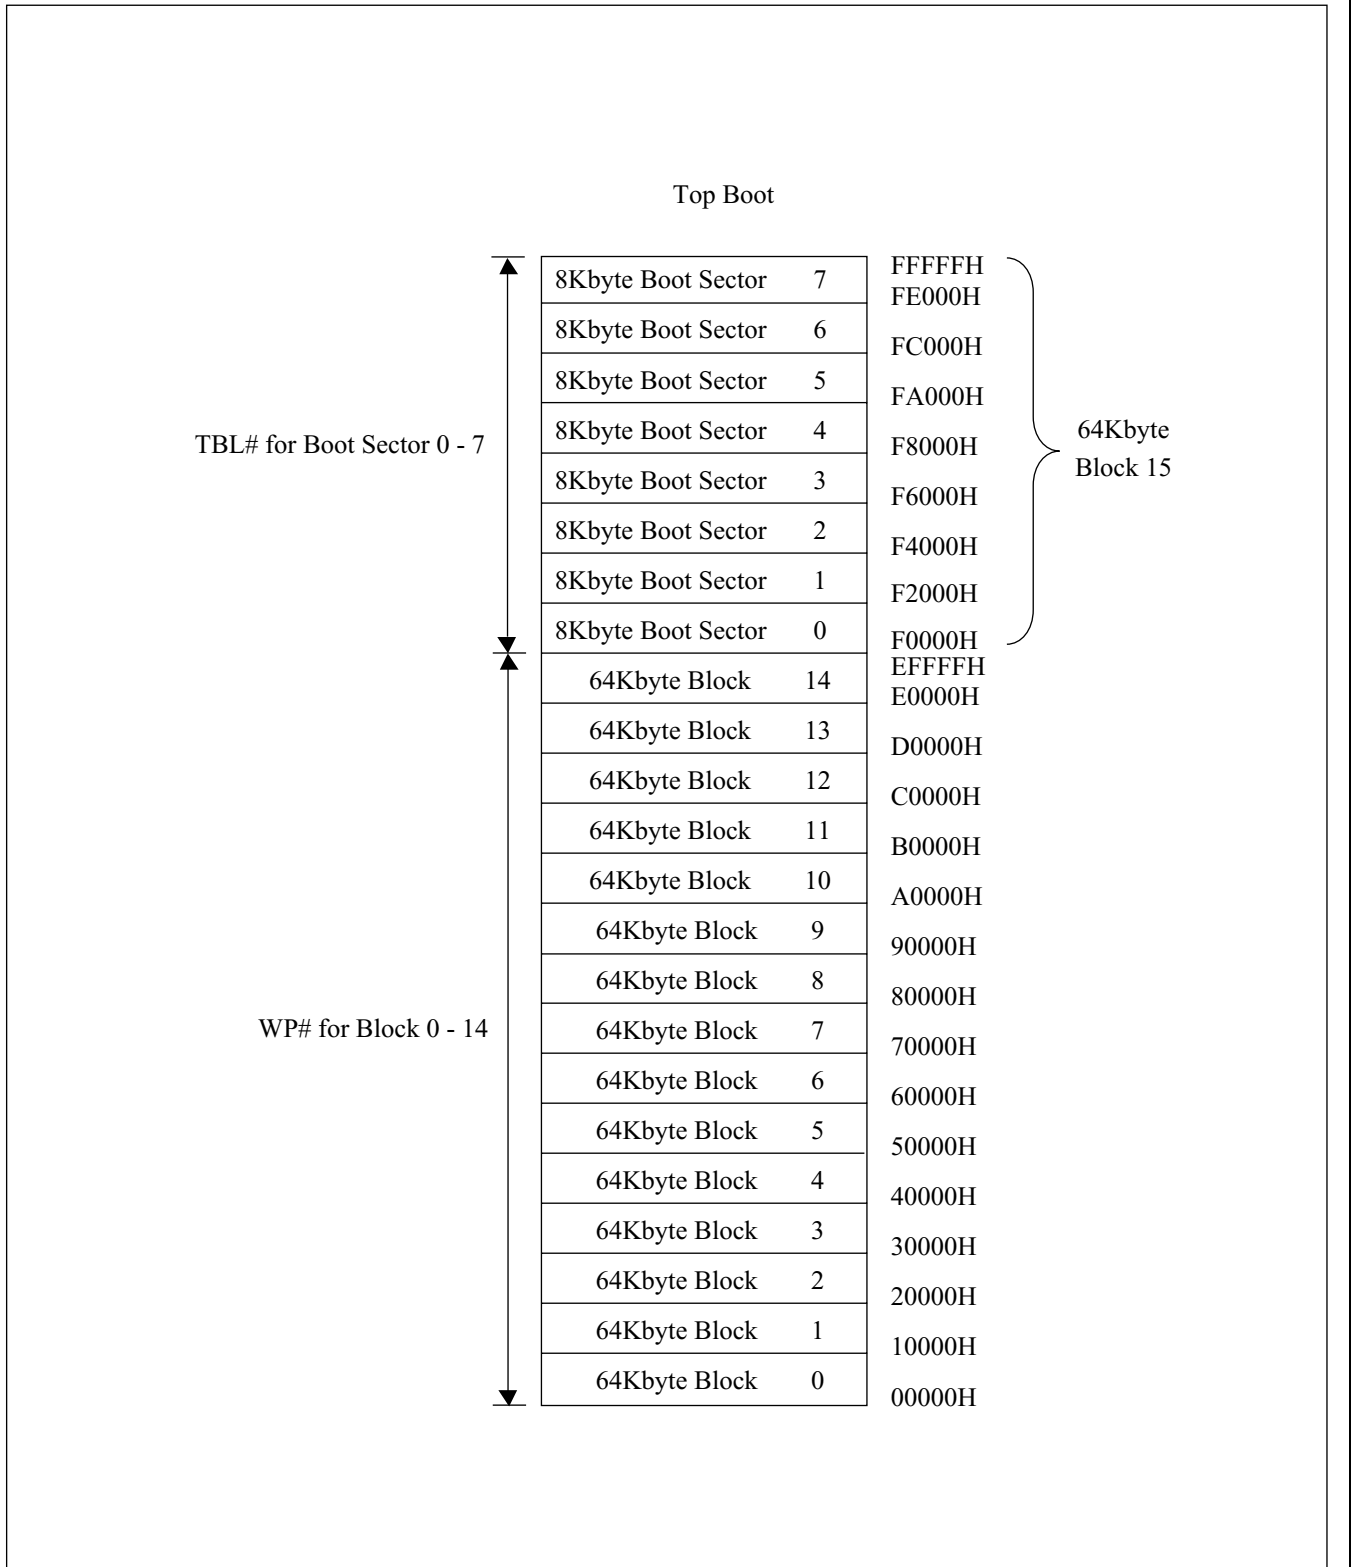 Top Boot
FFFFFH
8Kbyte Boot Sector 7
FE000H
8Kbyte Boot Sector 6
FC000H
8Kbyte Boot Sector 5
FA000H
8Kbyte Boot Sector 4
TBL# for Boot Sector 0 - 7
F8000H
64Kbyte
Block 15
8Kbyte Boot Sector 3
F6000H
8Kbyte Boot Sector 2
F4000H
8Kbyte Boot Sector 1
F2000H
8Kbyte Boot Sector 0
F0000H
EFFFFH
64Kbyte Block 14
E0000H
64Kbyte Block 13
D0000H
64Kbyte Block 12
C0000H
64Kbyte Block 11
B0000H
64Kbyte Block 10
A0000H
64Kbyte Block 9
90000H
64Kbyte Block 8
80000H
WP# for Block 0 - 14
64Kbyte Block 7
70000H
64Kbyte Block 6
60000H
64Kbyte Block 5
50000H
64Kbyte Block 4
40000H
64Kbyte Block 3
30000H
64Kbyte Block 2
20000H
64Kbyte Block 1
10000H
64Kbyte Block 0
00000H